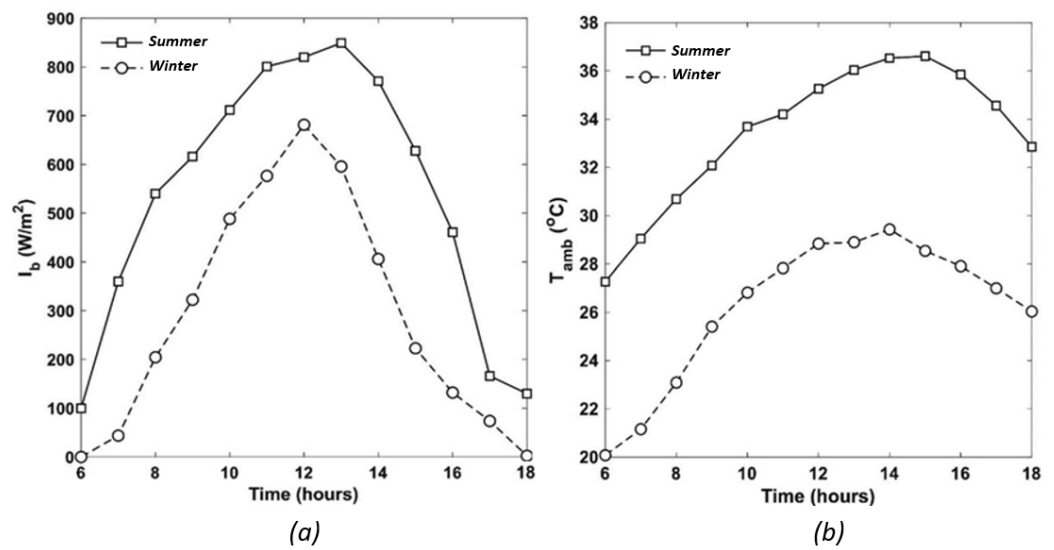 900
800
700
600
500
400
300
200
100
0
I_b (W/m²)
Summer
Winter
6 8 10 12 14 16 18
Time (hours)
(a)
38
36
34
32
30
28
26
24
22
20
T_amb (°C)
Summer
Winter
6 8 10 12 14 16 18
Time (hours)
(b)